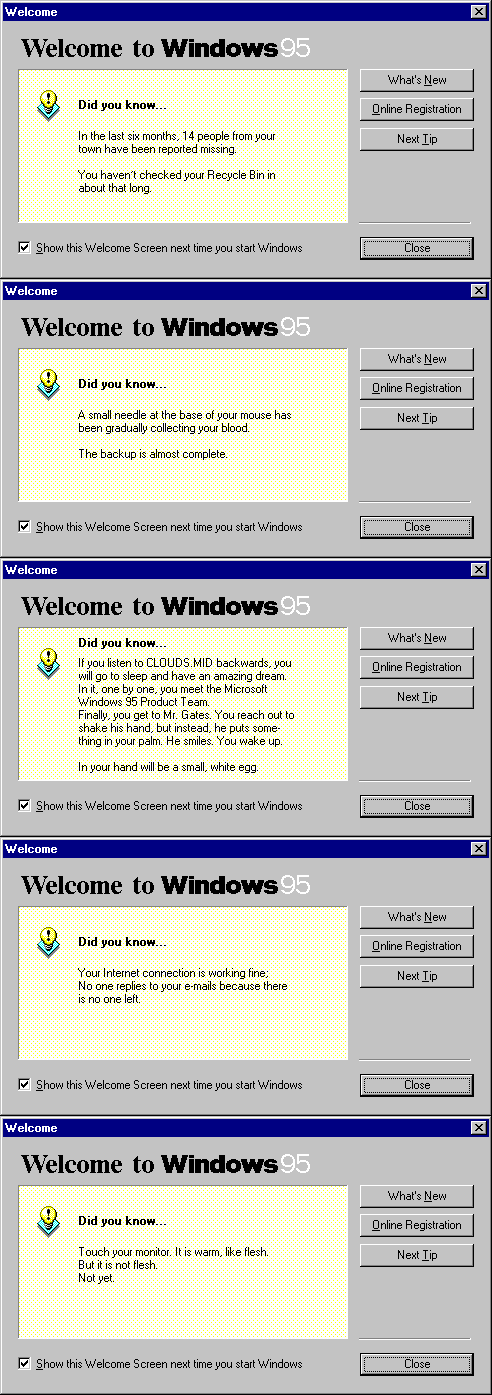 Welcome
Welcome to Windows 95
Did you know...
In the last six months, 14 people from your
town have been reported missing.
You haven't checked your Recycle Bin in
about that long.
What's New
Online Registration
Next Tip
Show this Welcome Screen next time you start Windows
Close
Welcome
Welcome to Windows 95
Did you know...
A small needle at the base of your mouse has
been gradually collecting your blood.
The backup is almost complete.
What's New
Online Registration
Next Tip
Show this Welcome Screen next time you start Windows
Close
Welcome
Welcome to Windows 95
Did you know...
If you listen to CLOUDS.MID backwards, you
will go to sleep and have an amazing dream.
In it, one by one, you meet the Microsoft
Windows 95 Product Team.
Finally, you get to Mr. Gates. You reach out to
shake his hand, but instead, he puts some-
thing in your palm. He smiles. You wake up.
In your hand will be a small, white egg.
What's New
Online Registration
Next Tip
Show this Welcome Screen next time you start Windows
Close
Welcome
Welcome to Windows 95
Did you know...
Your Internet connection is working fine;
No one replies to your e-mails because there
is no one left.
What's New
Online Registration
Next Tip
Show this Welcome Screen next time you start Windows
Close
Welcome
Welcome to Windows 95
Did you know...
Touch your monitor. It is warm, like flesh.
But it is not flesh.
Not yet.
What's New
Online Registration
Next Tip
Show this Welcome Screen next time you start Windows
Close